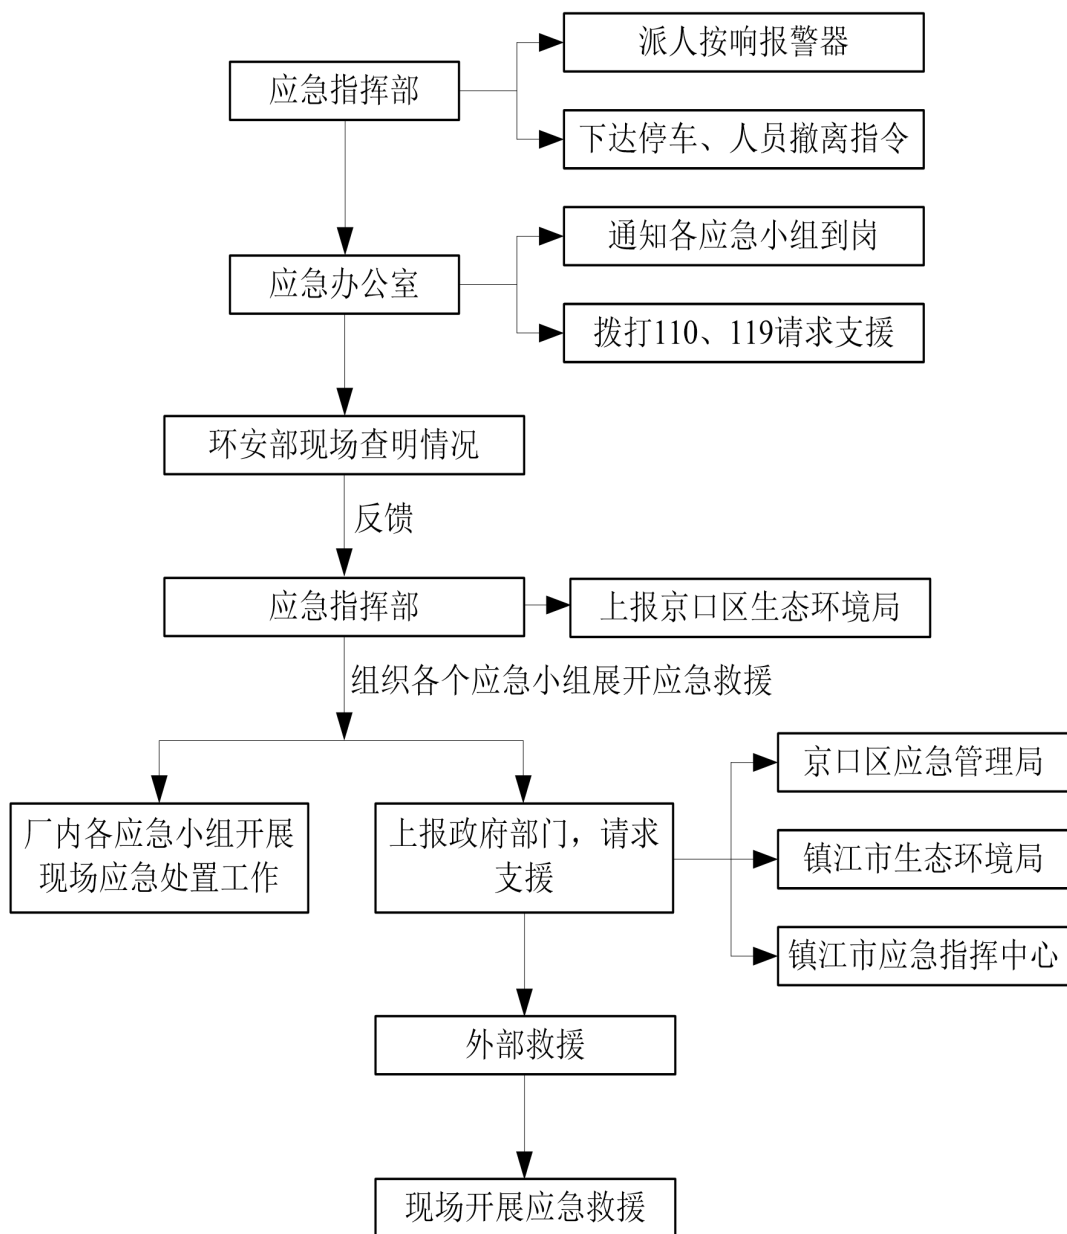 派人按响报警器
应急指挥部
下达停车、人员撤离指令
通知各应急小组到岗
应急办公室
拨打110、119请求支援
环安部现场查明情况
反馈
应急指挥部
上报京口区生态环境局
组织各个应急小组展开应急救援
京口区应急管理局
厂内各应急小组开展
现场应急处置工作
上报政府部门，请求
支援
镇江市生态环境局
镇江市应急指挥中心
外部救援
现场开展应急救援